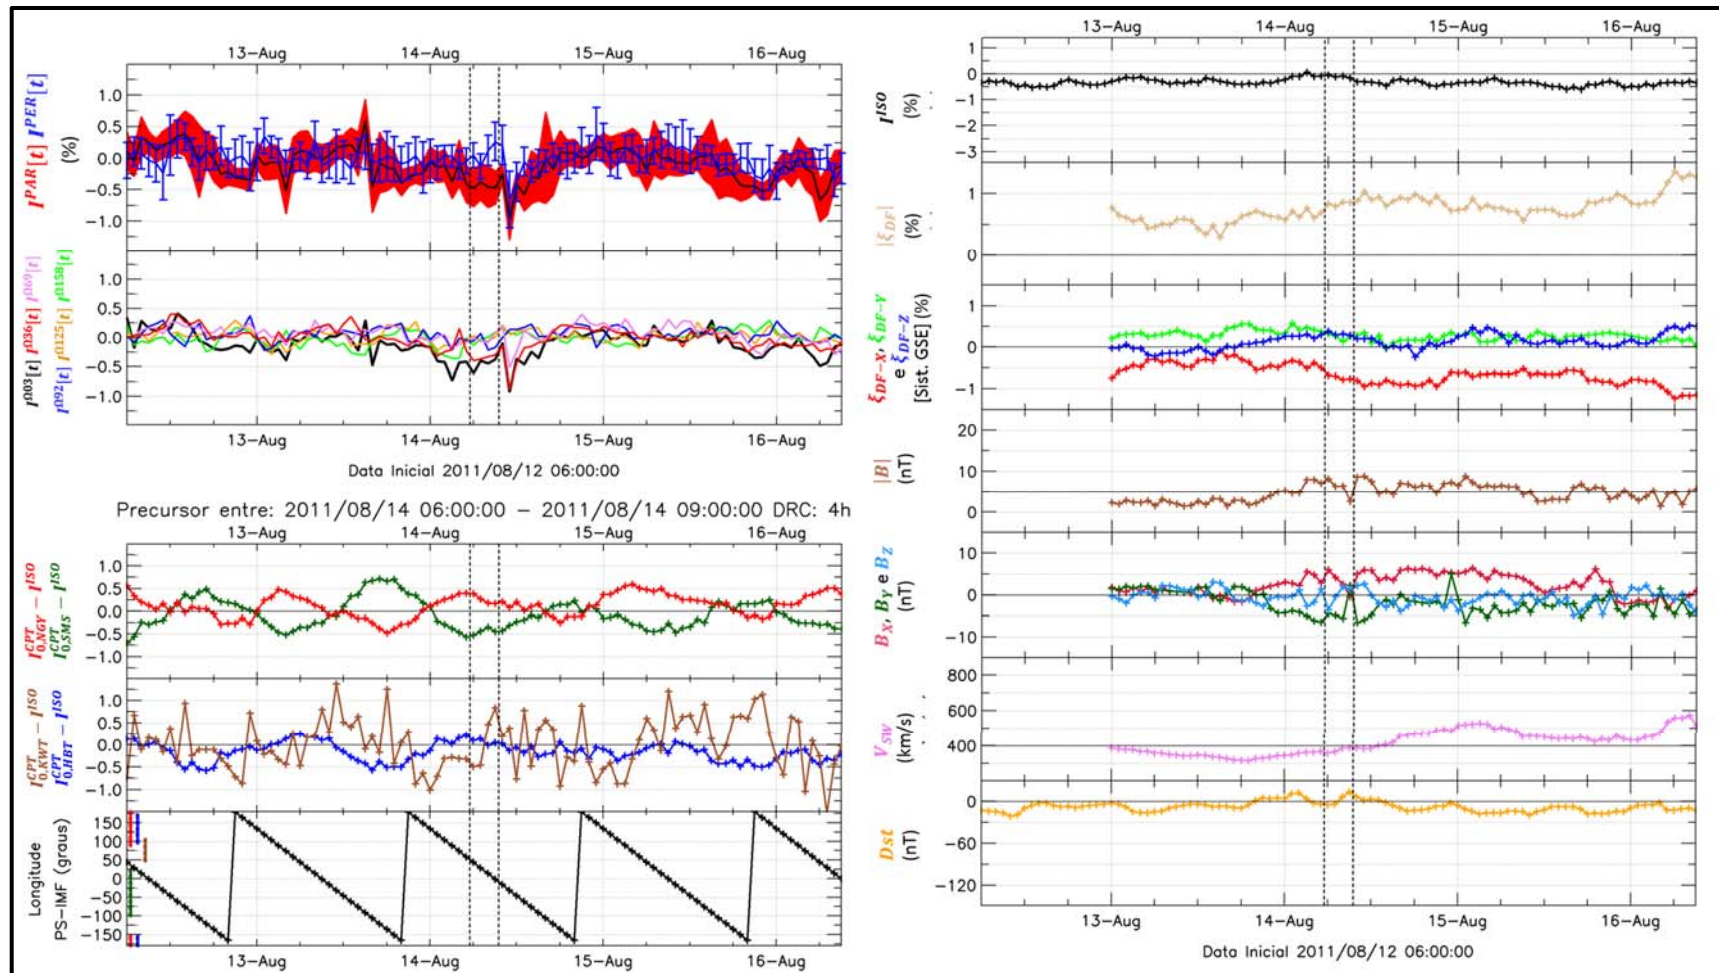 13-Aug 14-Aug 15-Aug 16-Aug
I^PAR[t] I^PER[t]
(%)
1.0
0.5
0.0
−0.5
−1.0
I^Ω03[t] I^Ω36[t] I^Ω69[t]
I^Ω92[t] I^Ω125[t] I^Ω158[t]
1.0
0.5
0.0
−0.5
−1.0
13-Aug 14-Aug 15-Aug 16-Aug
Data Inicial 2011/08/12 06:00:00
Precursor entre: 2011/08/14 06:00:00 − 2011/08/14 09:00:00 DRC: 4h
13-Aug 14-Aug 15-Aug 16-Aug
I^CPT_0,NGY − I^ISO
I^CPT_0,SMS − I^ISO
1.0
0.5
0.0
−0.5
−1.0
I^CPT_0,KWT − I^ISO
I^CPT_0,HBT − I^ISO
1.0
0.5
0.0
−0.5
−1.0
Longitude
PS-IMF (graus)
150
100
50
0
−50
−100
−150
13-Aug 14-Aug 15-Aug 16-Aug
13-Aug 14-Aug 15-Aug 16-Aug
I^ISO
(%)
1
0
−1
−2
−3
|ξ_DF|
(%)
1
0
ξ_DF−X, ξ_DF−Y
e ξ_DF−Z
[Sist. GSE] (%)
1
0
−1
|B|
(nT)
20
10
0
B_X, B_Y e B_Z
(nT)
10
0
−10
V_SW
(km/s)
800
600
400
Dst
(nT)
0
−60
−120
13-Aug 14-Aug 15-Aug 16-Aug
Data Inicial 2011/08/12 06:00:00